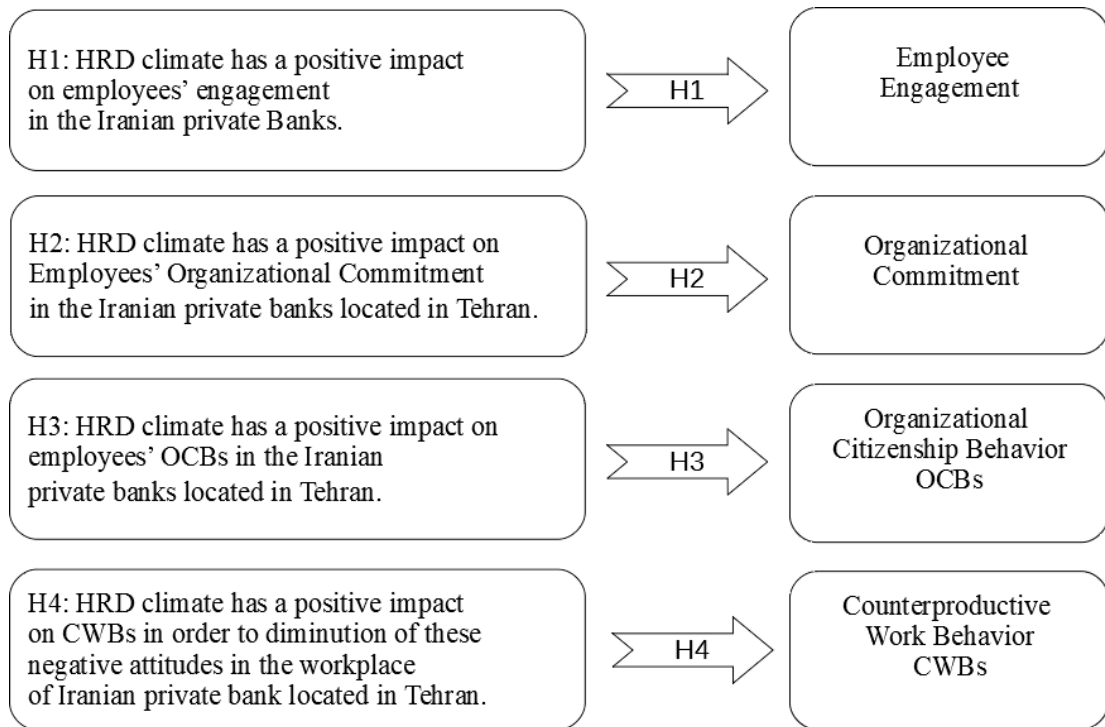 H1: HRD climate has a positive impact
on employees’ engagement
in the Iranian private Banks.
H1
Employee
Engagement
H2: HRD climate has a positive impact on
Employees’ Organizational Commitment
in the Iranian private banks located in Tehran.
H2
Organizational
Commitment
H3: HRD climate has a positive impact on
employees’ OCBs in the Iranian
private banks located in Tehran.
H3
Organizational
Citizenship Behavior
OCBs
H4: HRD climate has a positive impact
on CWBs in order to diminution of these
negative attitudes in the workplace
of Iranian private bank located in Tehran.
H4
Counterproductive
Work Behavior
CWBs